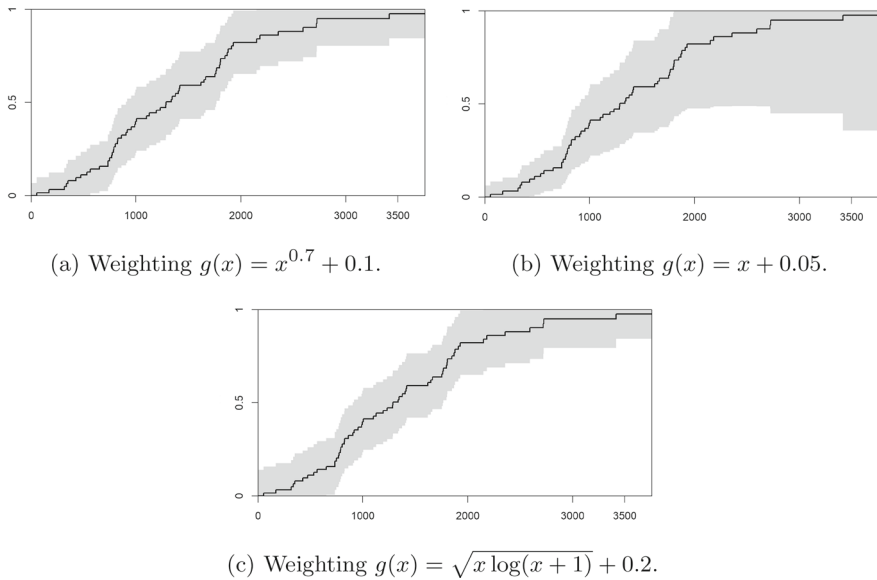 1
0.5
0
0 1000 2000 3000 3500
(a) Weighting g(x) = x^0.7 + 0.1.
1
0.5
0
0 1000 2000 3000 3500
(b) Weighting g(x) = x + 0.05.
1
0.5
0
0 1000 2000 3000 3500
(c) Weighting g(x) = √(x log(x + 1)) + 0.2.